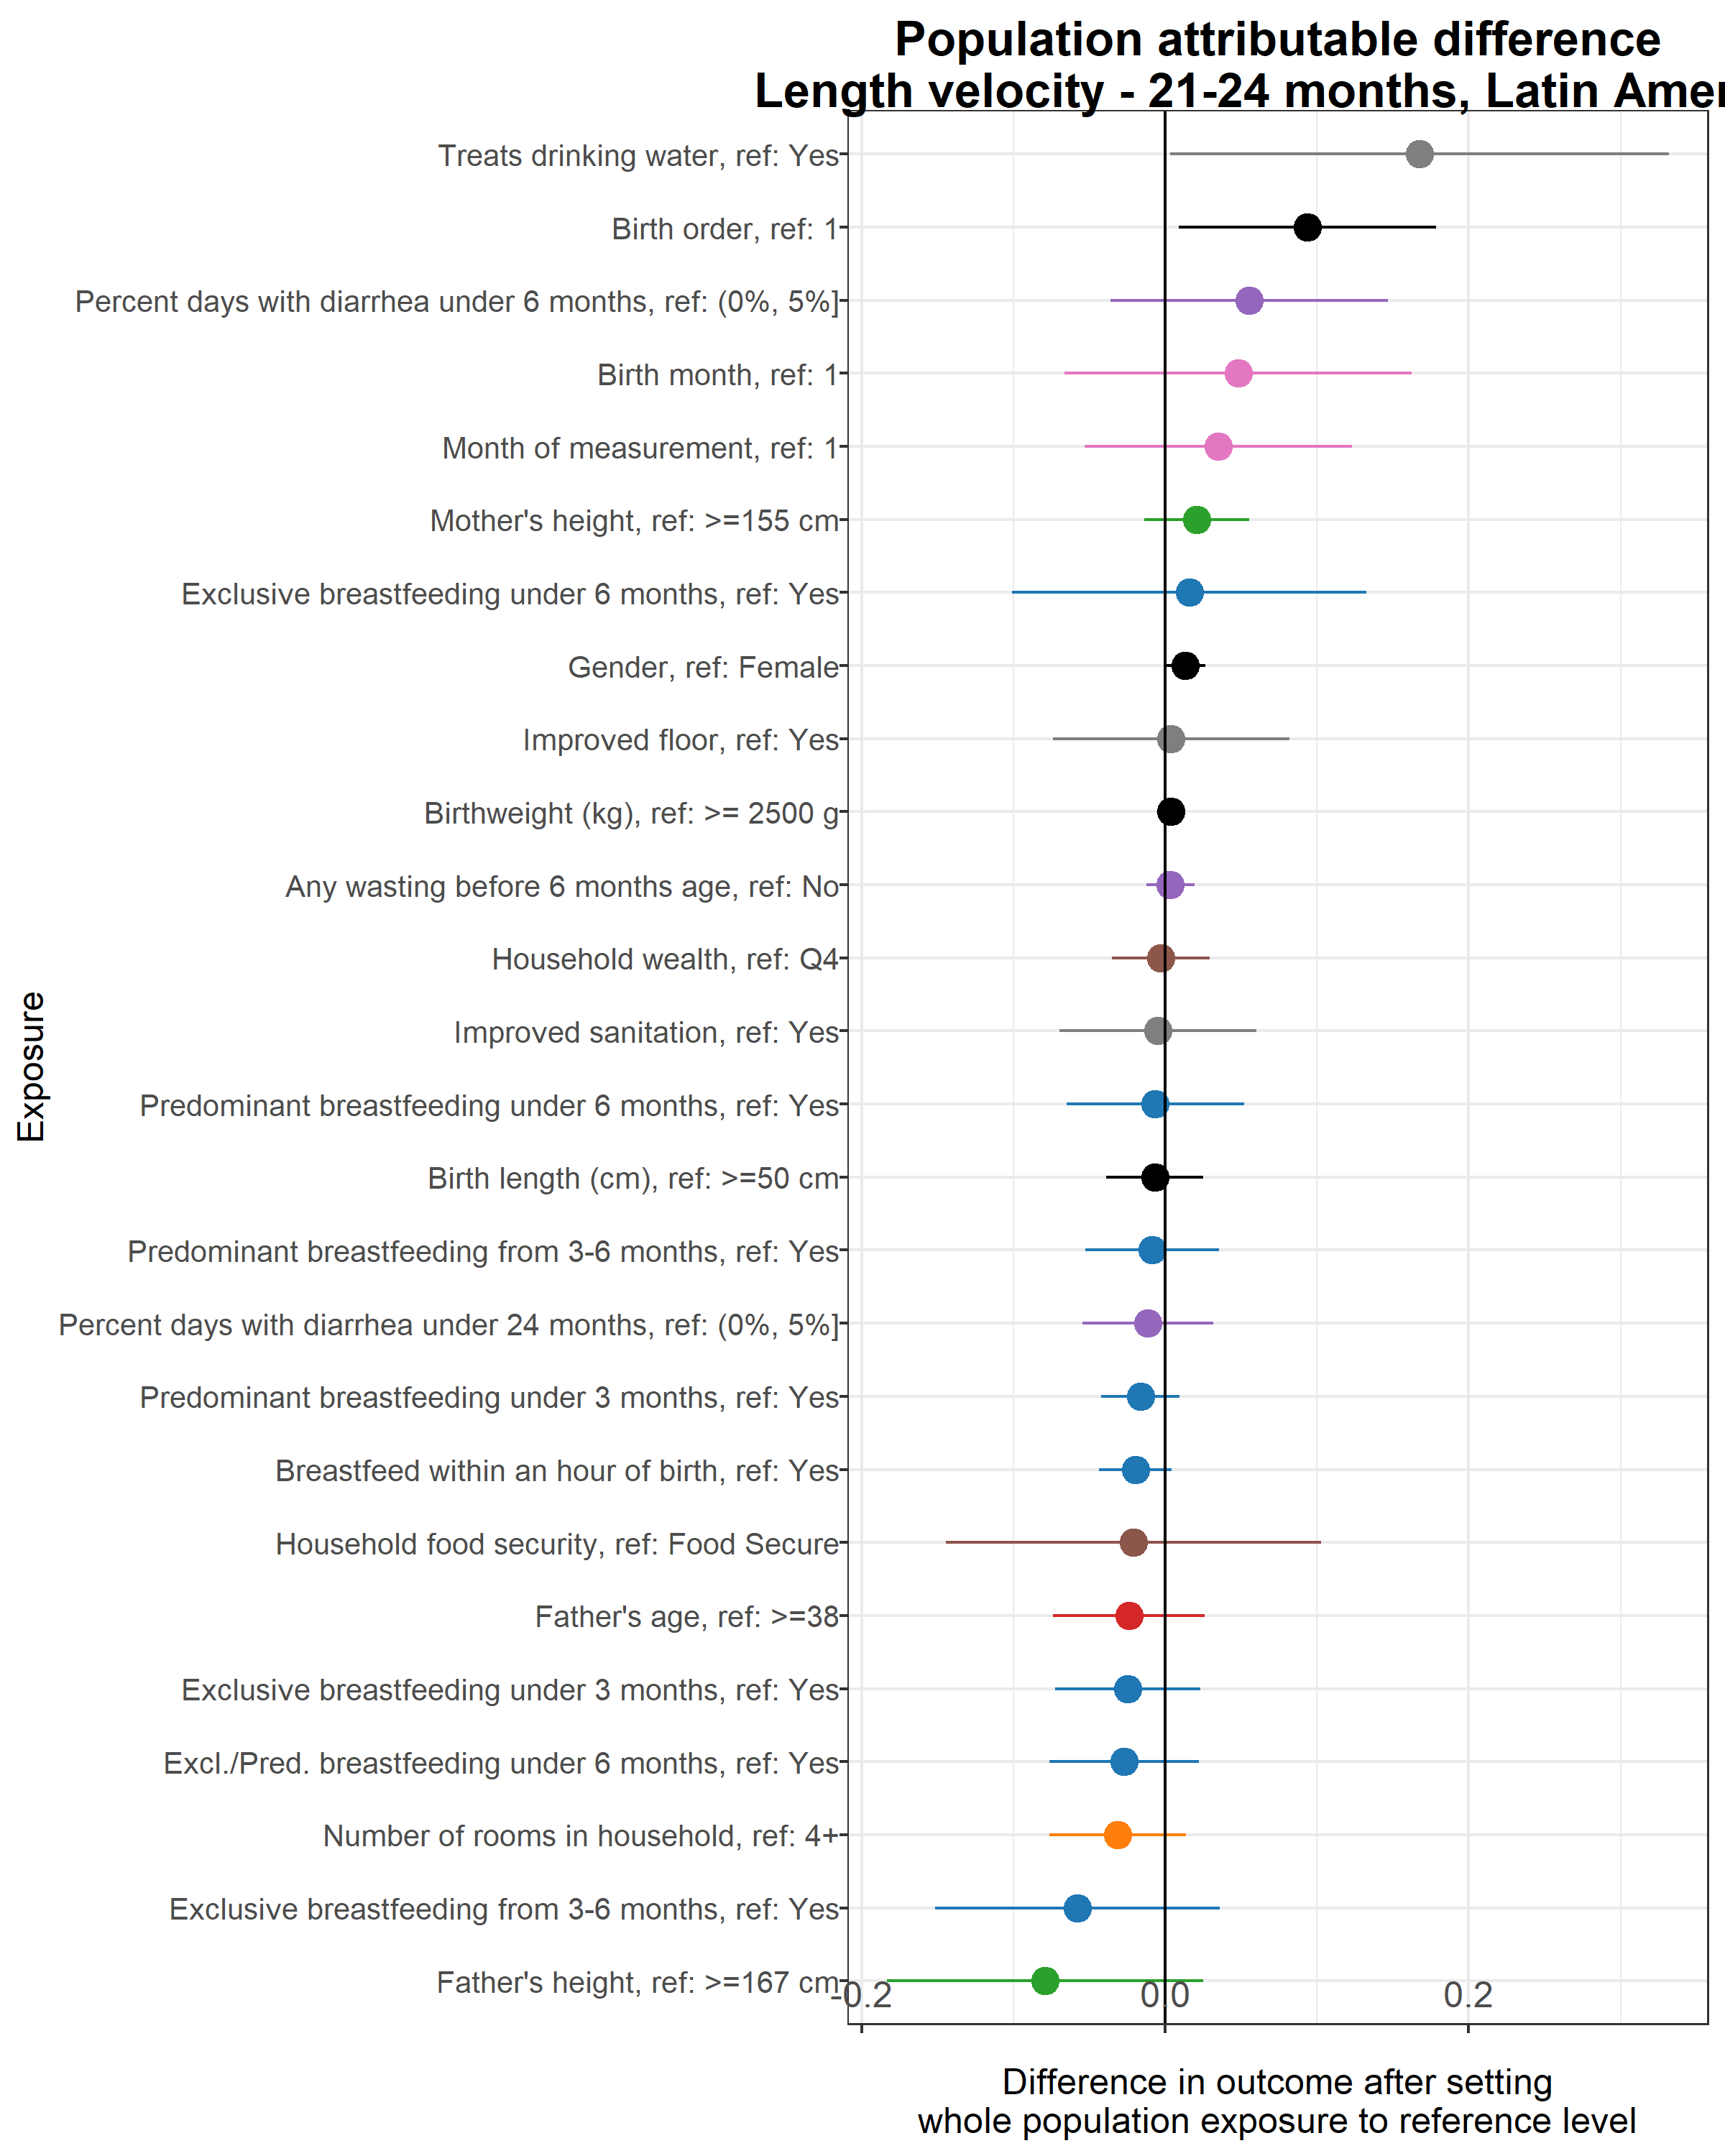 Population attributable difference
Length velocity - 21-24 months, Latin Amer
Treats drinking water, ref: Yes
Birth order, ref: 1
Percent days with diarrhea under 6 months, ref: (0%, 5%]
Birth month, ref: 1
Month of measurement, ref: 1
Mother's height, ref: >=155 cm
Exclusive breastfeeding under 6 months, ref: Yes
Gender, ref: Female
Improved floor, ref: Yes
Birthweight (kg), ref: >= 2500 g
Any wasting before 6 months age, ref: No
Household wealth, ref: Q4
Improved sanitation, ref: Yes
Predominant breastfeeding under 6 months, ref: Yes
Birth length (cm), ref: >=50 cm
Predominant breastfeeding from 3-6 months, ref: Yes
Percent days with diarrhea under 24 months, ref: (0%, 5%]
Predominant breastfeeding under 3 months, ref: Yes
Breastfeed within an hour of birth, ref: Yes
Household food security, ref: Food Secure
Father's age, ref: >=38
Exclusive breastfeeding under 3 months, ref: Yes
Excl./Pred. breastfeeding under 6 months, ref: Yes
Number of rooms in household, ref: 4+
Exclusive breastfeeding from 3-6 months, ref: Yes
Father's height, ref: >=167 cm
Exposure
-0.2 0.0 0.2
Difference in outcome after setting
whole population exposure to reference level